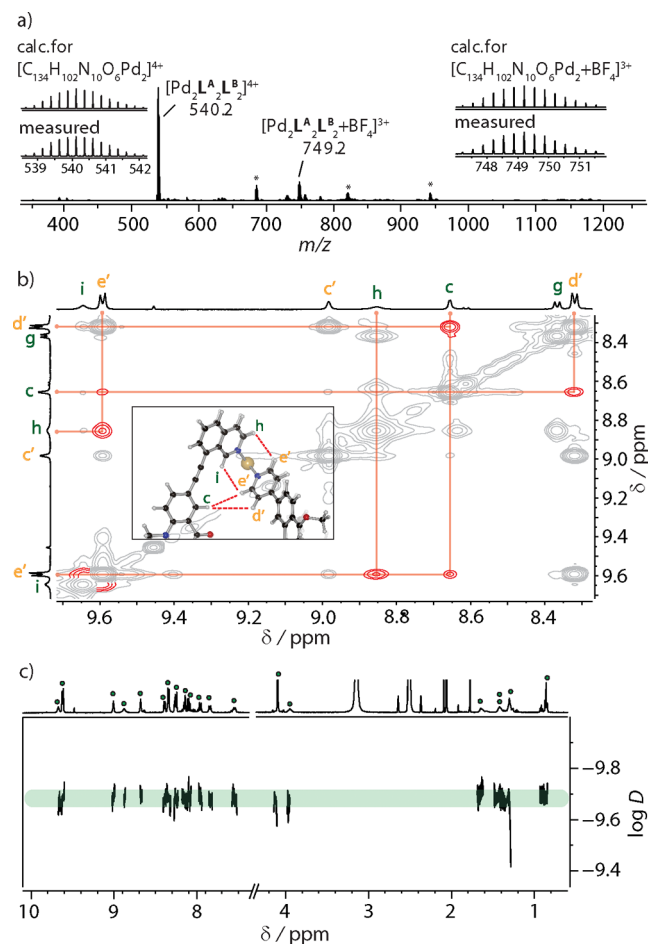 a)
calc.for
[C₁₃₄H₁₀₂N₁₀O₆Pd₂]⁴⁺
measured
539 540 541 542
[Pd₂Lᴬ₂Lᴮ₂]⁴⁺
540.2
[Pd₂Lᴬ₂Lᴮ₂+BF₄]³⁺
749.2
calc.for
[C₁₃₄H₁₀₂N₁₀O₆Pd₂+BF₄]³⁺
measured
748 749 750 751
* * * *
400 500 600 700 800 900 1000 1100 1200
m/z
b)
i e' c' h c g d'
d'
g
c
h
c'
e'
i
h
e'
i
e'
c
d'
8.4
8.6
8.8
9.0
9.2
9.4
9.6
δ / ppm
9.6 9.4 9.2 9.0 8.8 8.6 8.4
δ / ppm
c)
−9.8
−9.6
−9.4
log D
10 9 8 4 3 2 1
δ / ppm